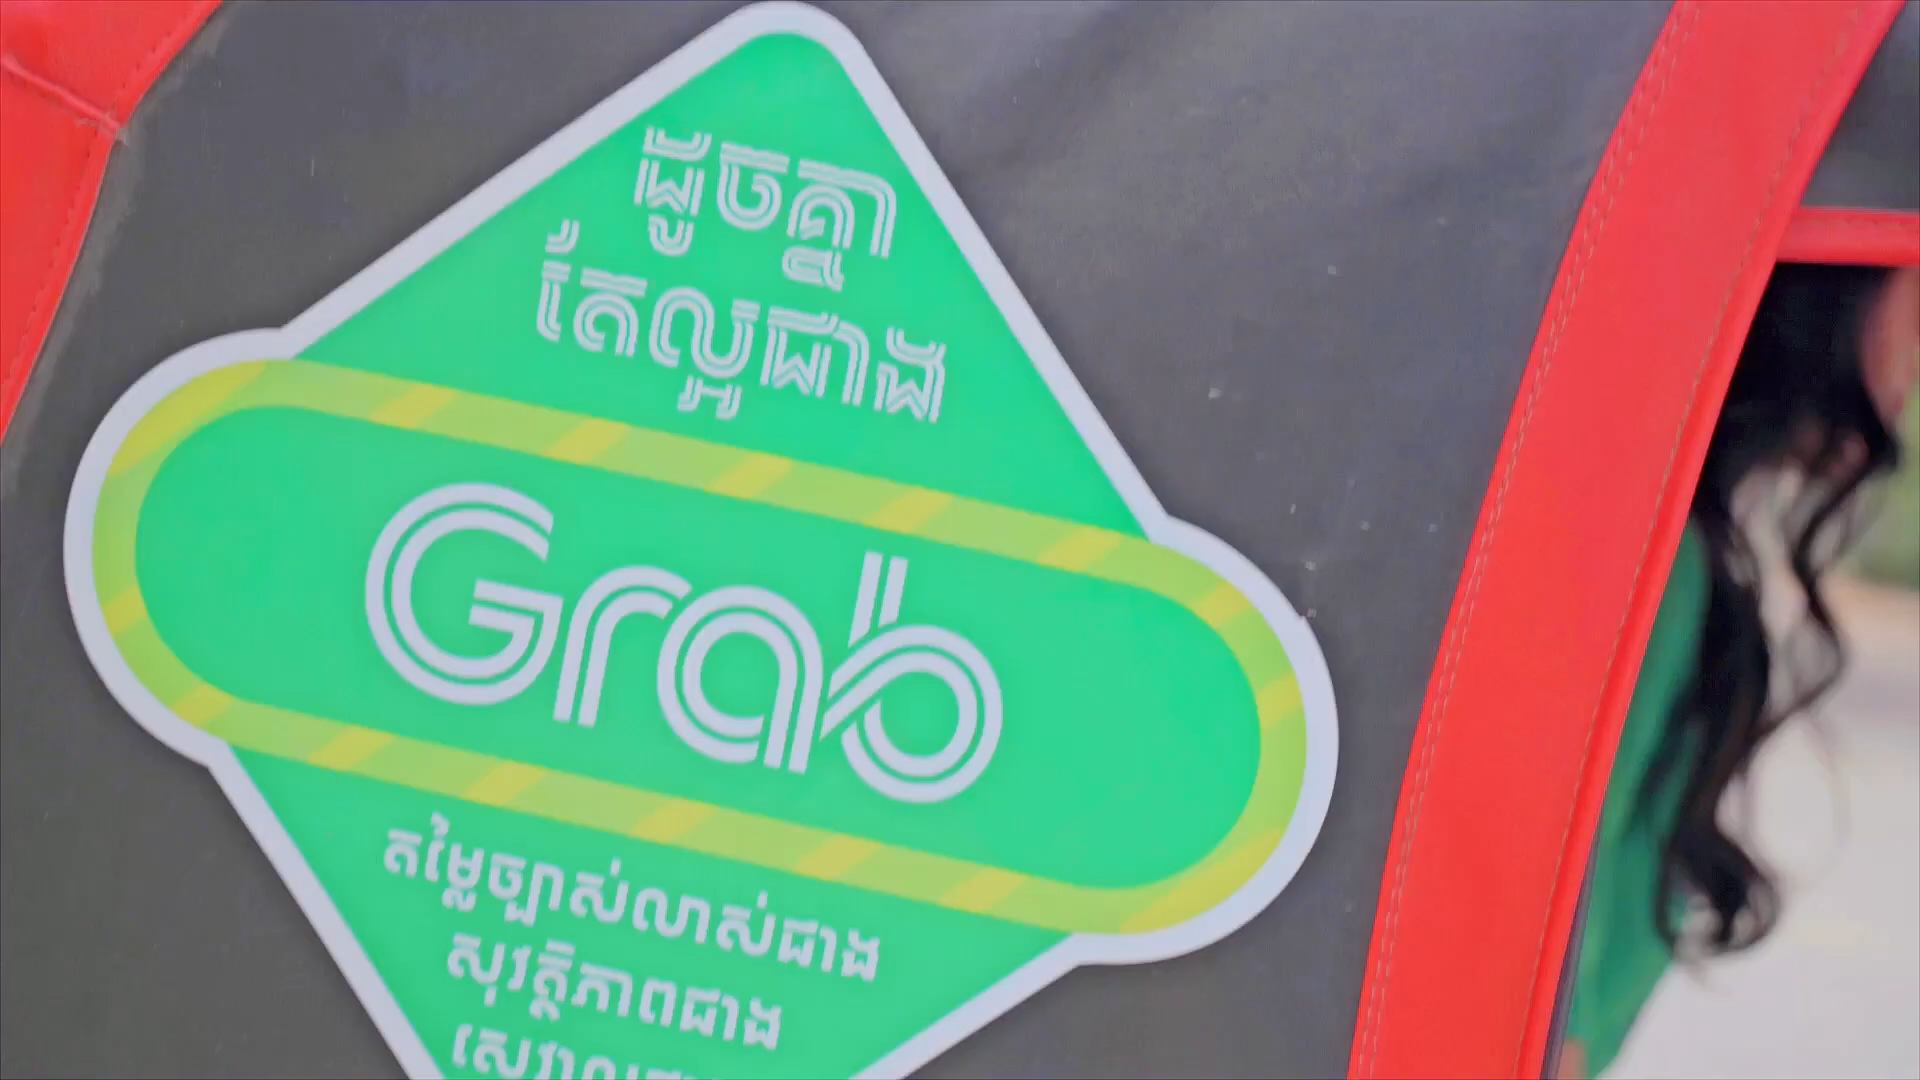 ដូចគ្នា
តែល្អជាង
Grab
តម្លៃច្បាស់លាស់ជាង
សុវត្ថិភាពជាង